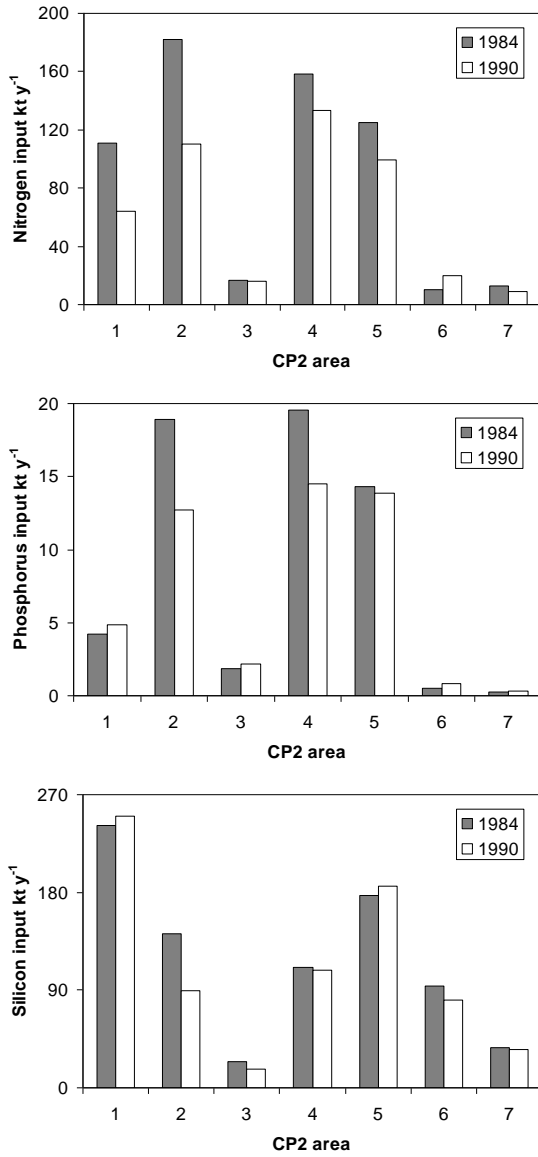 Nitrogen input kt y-1
200
160
120
80
40
0
1984
1990
1 2 3 4 5 6 7
CP2 area
Phosphorus input kt y-1
20
15
10
5
0
1984
1990
1 2 3 4 5 6 7
CP2 area
Silicon input kt y-1
270
180
90
0
1984
1990
1 2 3 4 5 6 7
CP2 area